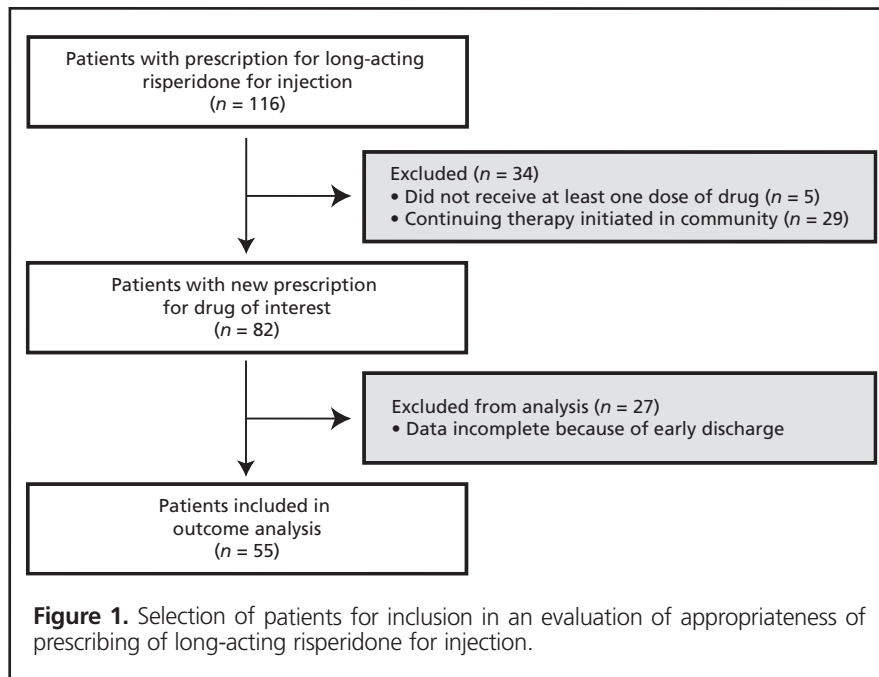 Patients with prescription for long-acting
risperidone for injection
(n = 116)
Excluded (n = 34)
• Did not receive at least one dose of drug (n = 5)
• Continuing therapy initiated in community (n = 29)
Patients with new prescription
for drug of interest
(n = 82)
Excluded from analysis (n = 27)
• Data incomplete because of early discharge
Patients included in
outcome analysis
(n = 55)
Figure 1. Selection of patients for inclusion in an evaluation of appropriateness of
prescribing of long-acting risperidone for injection.